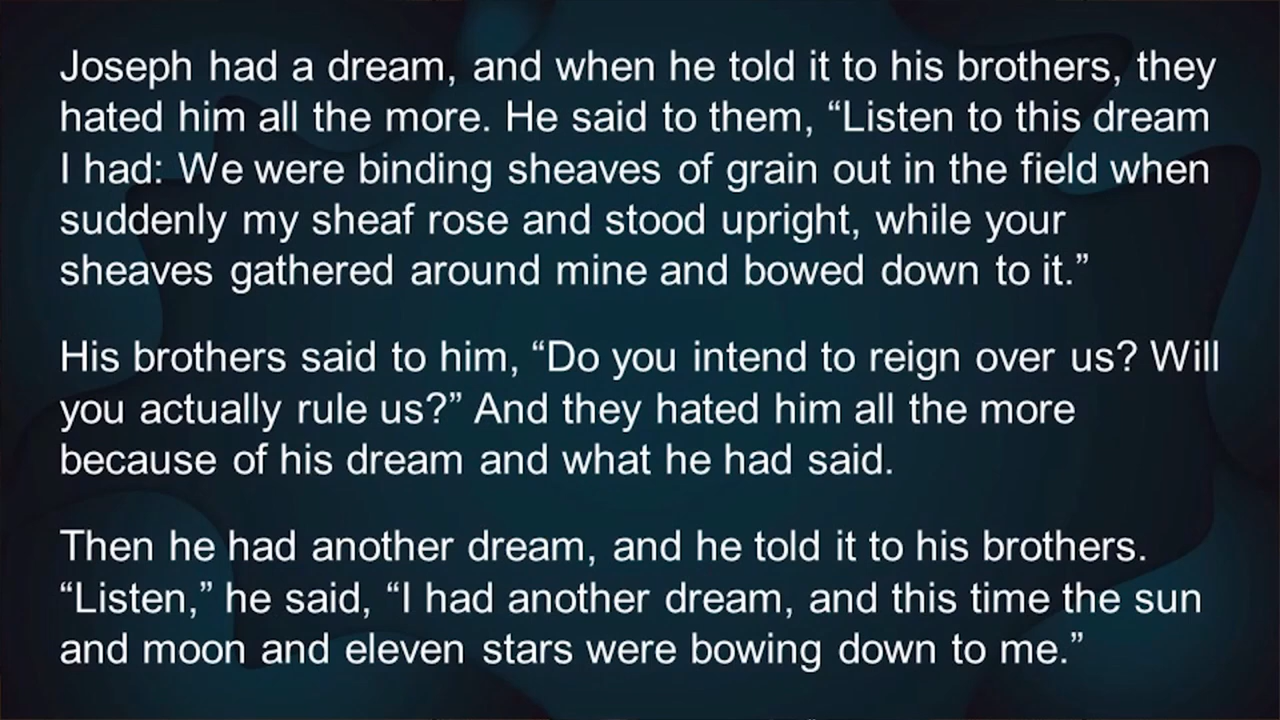 Joseph had a dream, and when he told it to his brothers, they
hated him all the more. He said to them, “Listen to this dream
I had: We were binding sheaves of grain out in the field when
suddenly my sheaf rose and stood upright, while your
sheaves gathered around mine and bowed down to it.”
His brothers said to him, “Do you intend to reign over us? Will
you actually rule us?” And they hated him all the more
because of his dream and what he had said.
Then he had another dream, and he told it to his brothers.
“Listen,” he said, “I had another dream, and this time the sun
and moon and eleven stars were bowing down to me.”